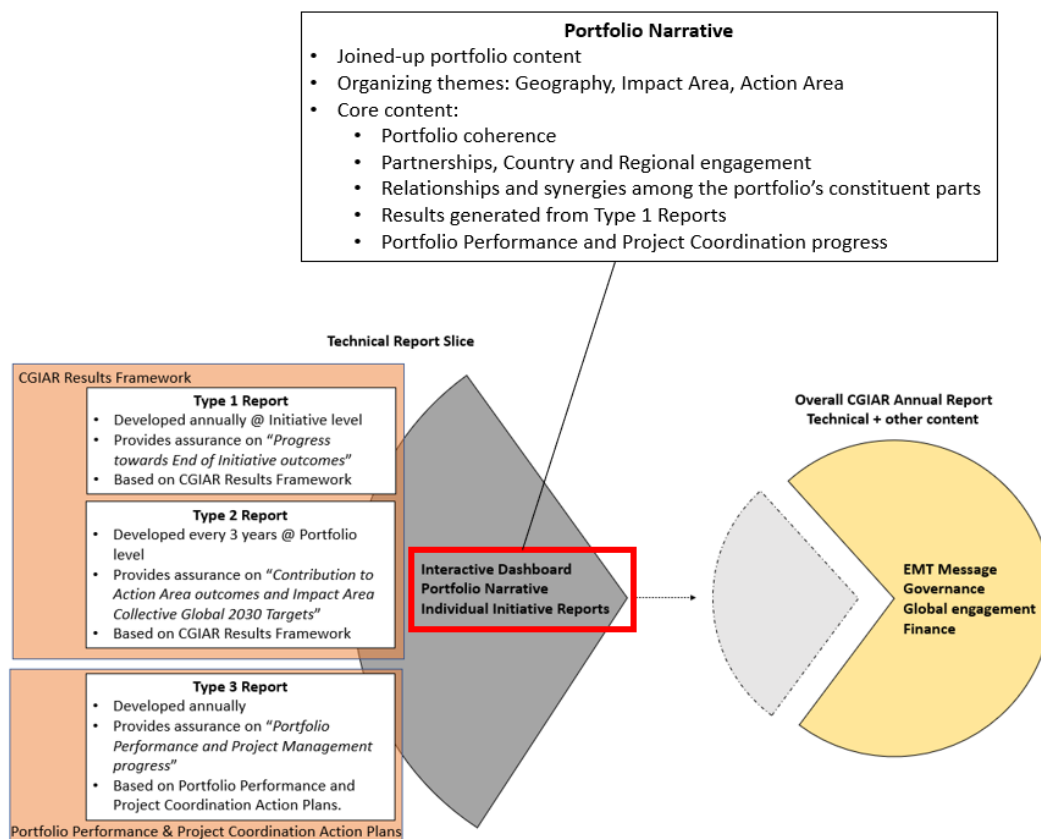 Portfolio Narrative
• Joined-up portfolio content
• Organizing themes: Geography, Impact Area, Action Area
• Core content:
• Portfolio coherence
• Partnerships, Country and Regional engagement
• Relationships and synergies among the portfolio's constituent parts
• Results generated from Type 1 Reports
• Portfolio Performance and Project Coordination progress
Technical Report Slice
CGIAR Results Framework
Type 1 Report
• Developed annually @ Initiative level
• Provides assurance on "Progress
towards End of Initiative outcomes"
• Based on CGIAR Results Framework
Type 2 Report
• Developed every 3 years @ Portfolio
level
• Provides assurance on "Contribution to
Action Area outcomes and Impact Area
Collective Global 2030 Targets"
• Based on CGIAR Results Framework
Type 3 Report
• Developed annually
• Provides assurance on "Portfolio
Performance and Project Management
progress"
• Based on Portfolio Performance and
Project Coordination Action Plans.
Portfolio Performance & Project Coordination Action Plans
Interactive Dashboard
Portfolio Narrative
Individual Initiative Reports
Overall CGIAR Annual Report
Technical + other content
EMT Message
Governance
Global engagement
Finance